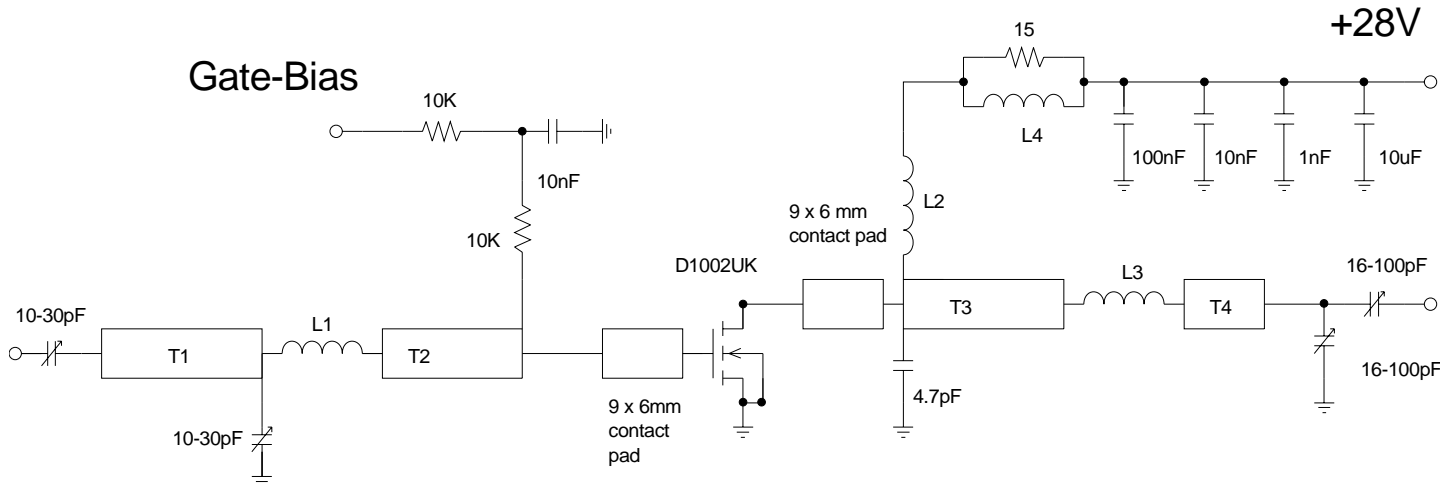 +28V
15
Gate-Bias
10K
L4
100nF
10nF
1nF
10uF
10nF
L2
9 x 6 mm
contact pad
10K
D1002UK
16-100pF
L3
10-30pF
L1
T3
T4
T1
T2
16-100pF
4.7pF
9 x 6mm
contact
pad
10-30pF